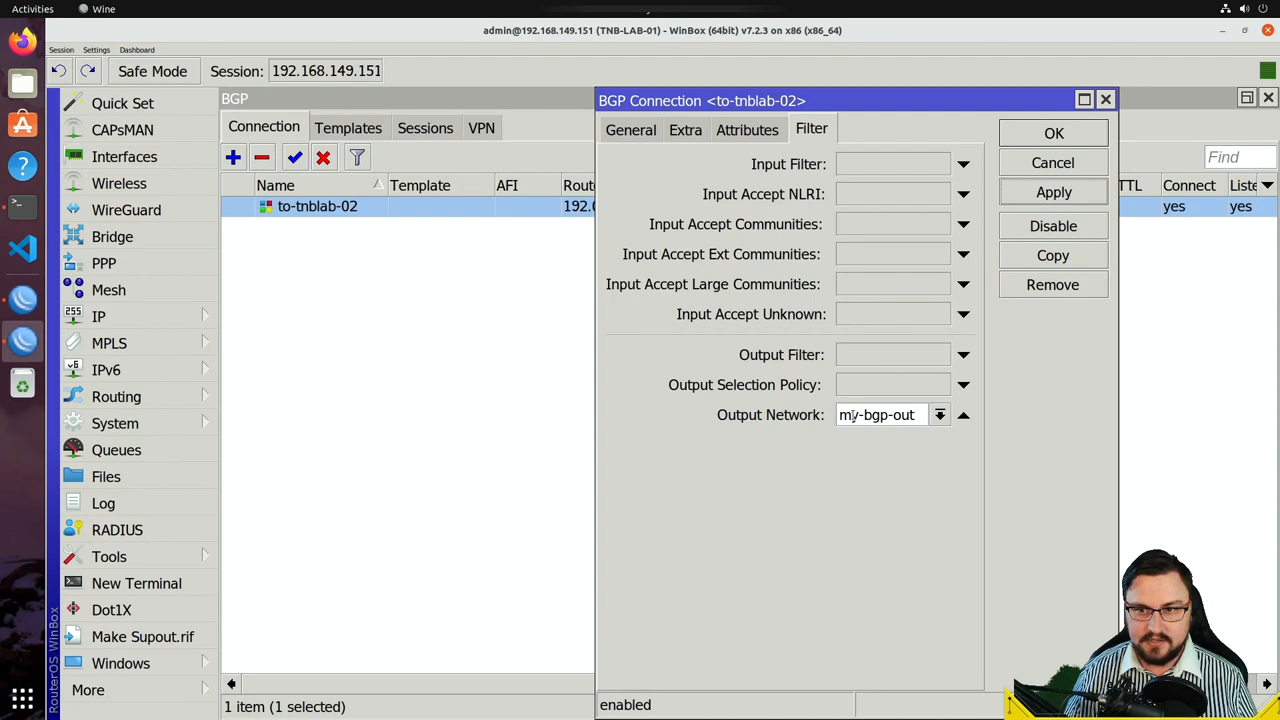 Activities
Wine
admin@192.168.149.151 (TNB-LAB-01) - WinBox (64bit) v7.2.3 on x86 (x86_64)
Session Settings Dashboard
Safe Mode
Session: 192.168.149.151
Quick Set
CAPsMAN
Interfaces
Wireless
WireGuard
Bridge
PPP
Mesh
255
IP
MPLS
v6
IPv6
Routing
System
Queues
Files
Log
RADIUS
Tools
New Terminal
Dot1X
Make Supout.rif
Windows
More
RouterOS WinBox
BGP
Connection Templates Sessions VPN
Find
Name Template AFI Route TTL Connect Liste
to-tnblab-02 192.0 yes yes
1 item (1 selected)
BGP Connection <to-tnblab-02>
General Extra Attributes Filter
Input Filter:
Input Accept NLRI:
Input Accept Communities:
Input Accept Ext Communities:
Input Accept Large Communities:
Input Accept Unknown:
Output Filter:
Output Selection Policy:
Output Network: my-bgp-out
OK
Cancel
Apply
Disable
Copy
Remove
enabled